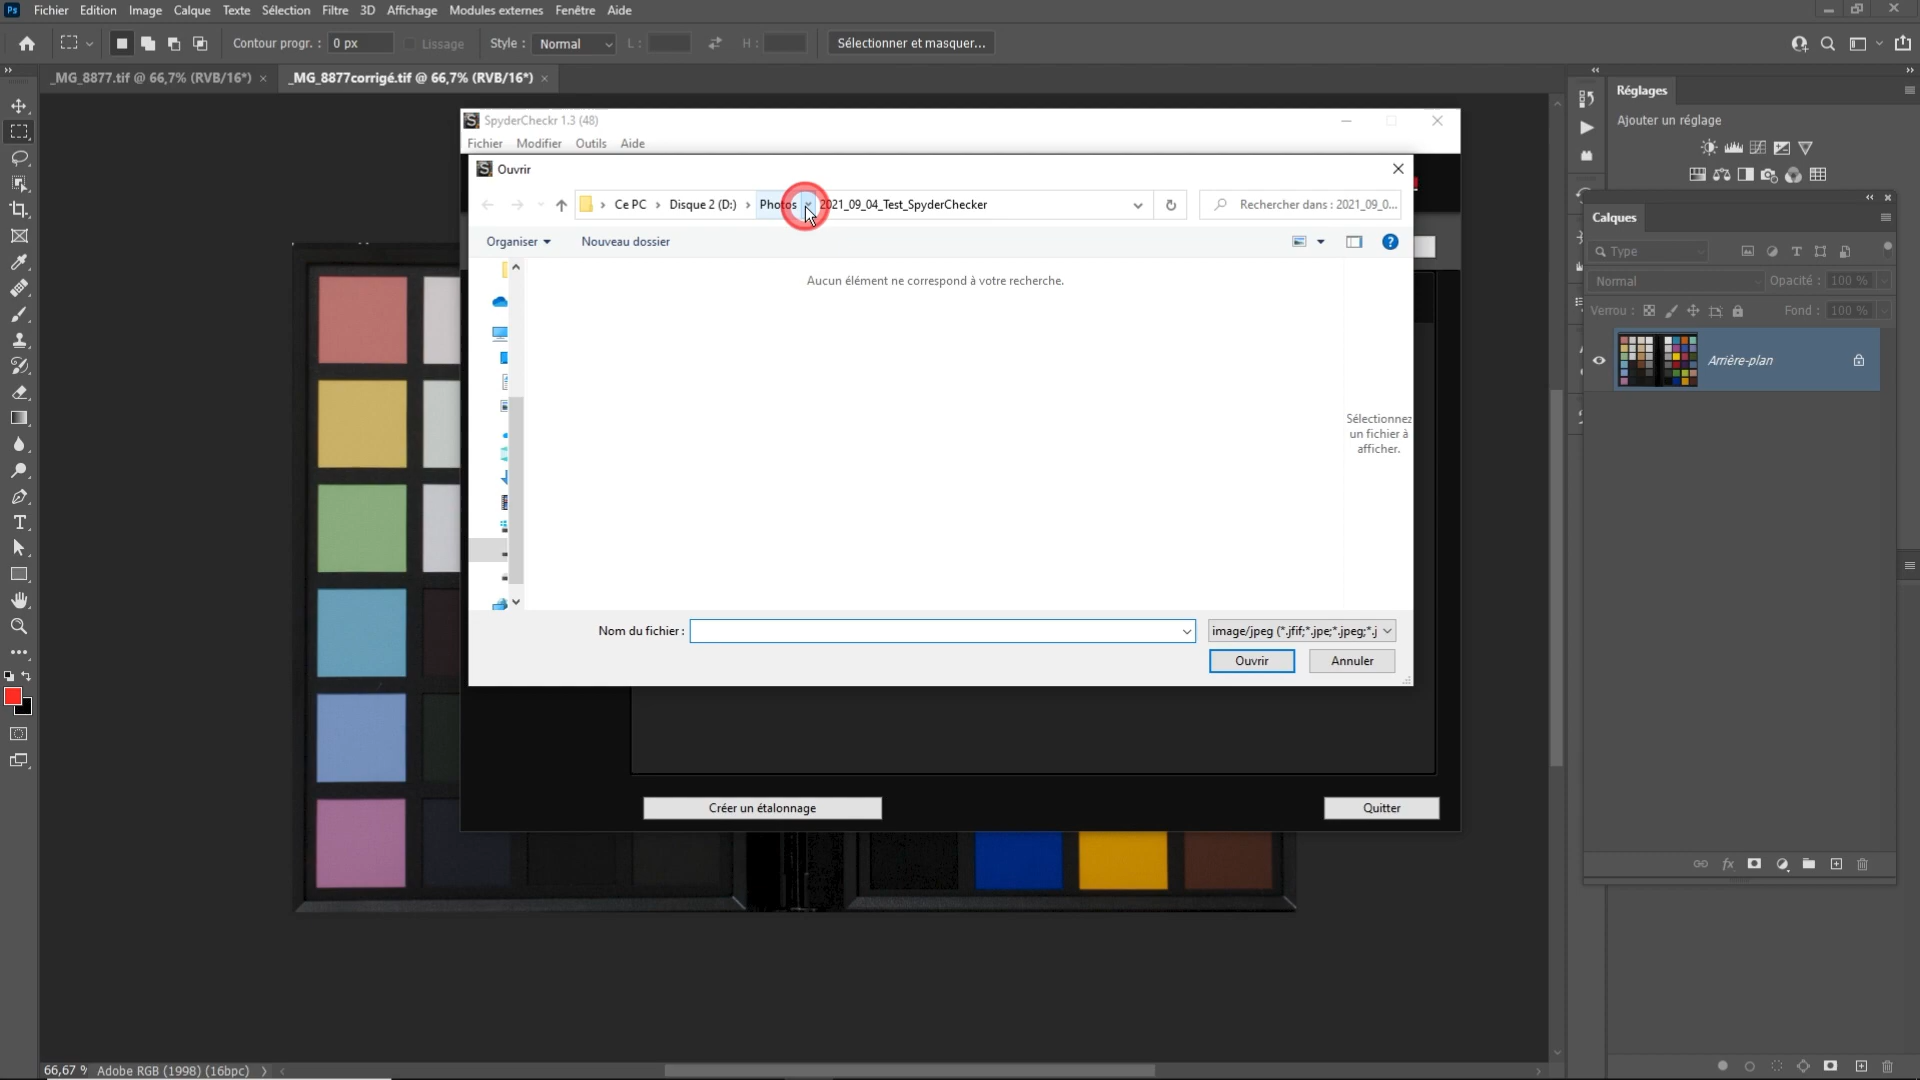 Ps Fichier Edition Image Calque Texte Sélection Filtre 3D Affichage Modules externes Fenêtre Aide
Contour progr. : 0 px Lissage Style : Normal L : H : Sélectionner et masquer...
_MG_8877.tif @ 66,7% (RVB/16*) _MG_8877corrigé.tif @ 66,7% (RVB/16*)
SpyderCheckr 1.3 (48)
Fichier Modifier Outils Aide
Ouvrir
Ce PC Disque 2 (D:) Photos 2021_09_04_Test_SpyderChecker Rechercher dans : 2021_09_0...
Organiser Nouveau dossier
Aucun élément ne correspond à votre recherche.
Sélectionnez
un fichier à
afficher.
Nom du fichier : image/jpeg (*.jfif;*.jpe;*.jpeg;*.j
Ouvrir Annuler
Créer un étalonnage Quitter
Réglages
Ajouter un réglage
Calques
Type
Normal Opacité : 100 %
Verrou : Fond : 100 %
Arrière-plan
66,67 % Adobe RGB (1998) (16bpc)